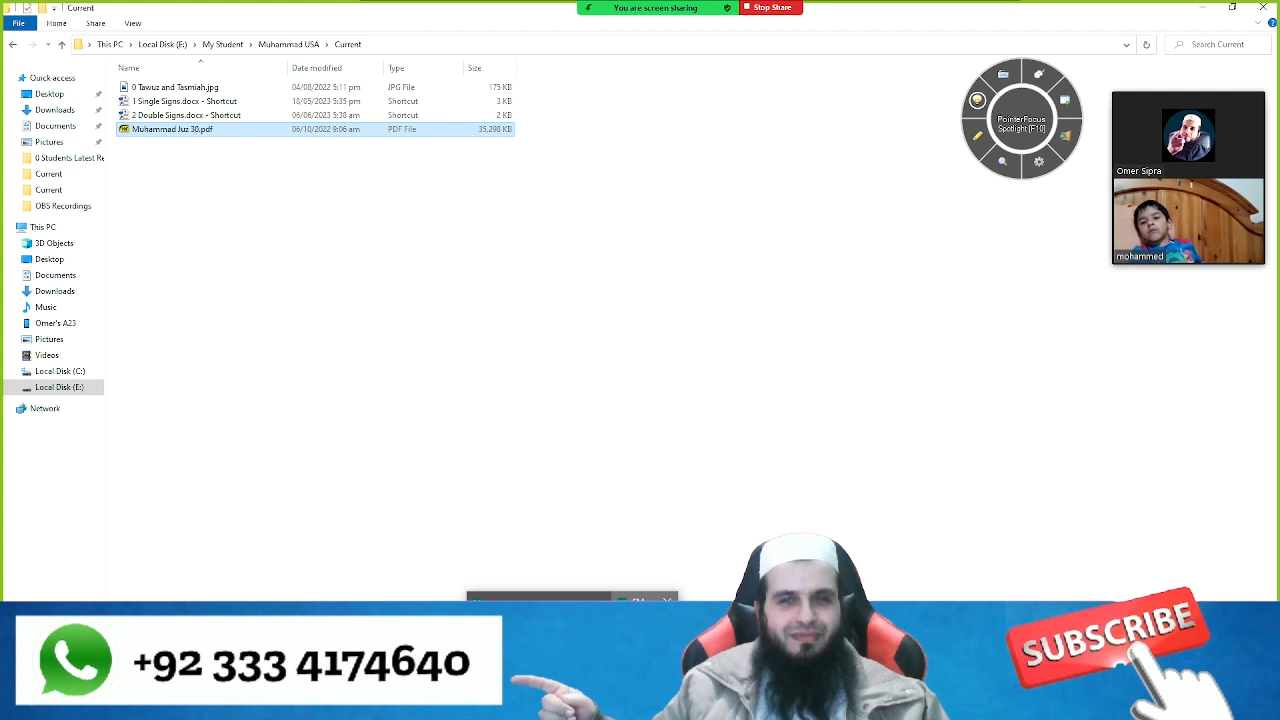 Current
You are screen sharing
Stop Share
File Home Share View
This PC Local Disk (E:) My Student Muhammad USA Current
Search Current
Name Date modified Type Size
0 Tawuz and Tasmiah.jpg 04/08/2022 5:11 pm JPG File 175 KB
1 Single Signs.docx - Shortcut 18/05/2023 5:35 pm Shortcut 3 KB
2 Double Signs.docx - Shortcut 06/06/2023 5:38 am Shortcut 2 KB
Muhammad Juz 30.pdf 06/10/2022 9:06 am PDF File 35,298 KB
Quick access
Desktop
Downloads
Documents
Pictures
0 Students Latest Re
Current
Current
OBS Recordings
This PC
3D Objects
Desktop
Documents
Downloads
Music
Omer's A23
Pictures
Videos
Local Disk (C:)
Local Disk (E:)
Network
PointerFocus
Spotlight [F10]
Omer Sipra
mohammed
+92 333 4174640
SUBSCRIBE